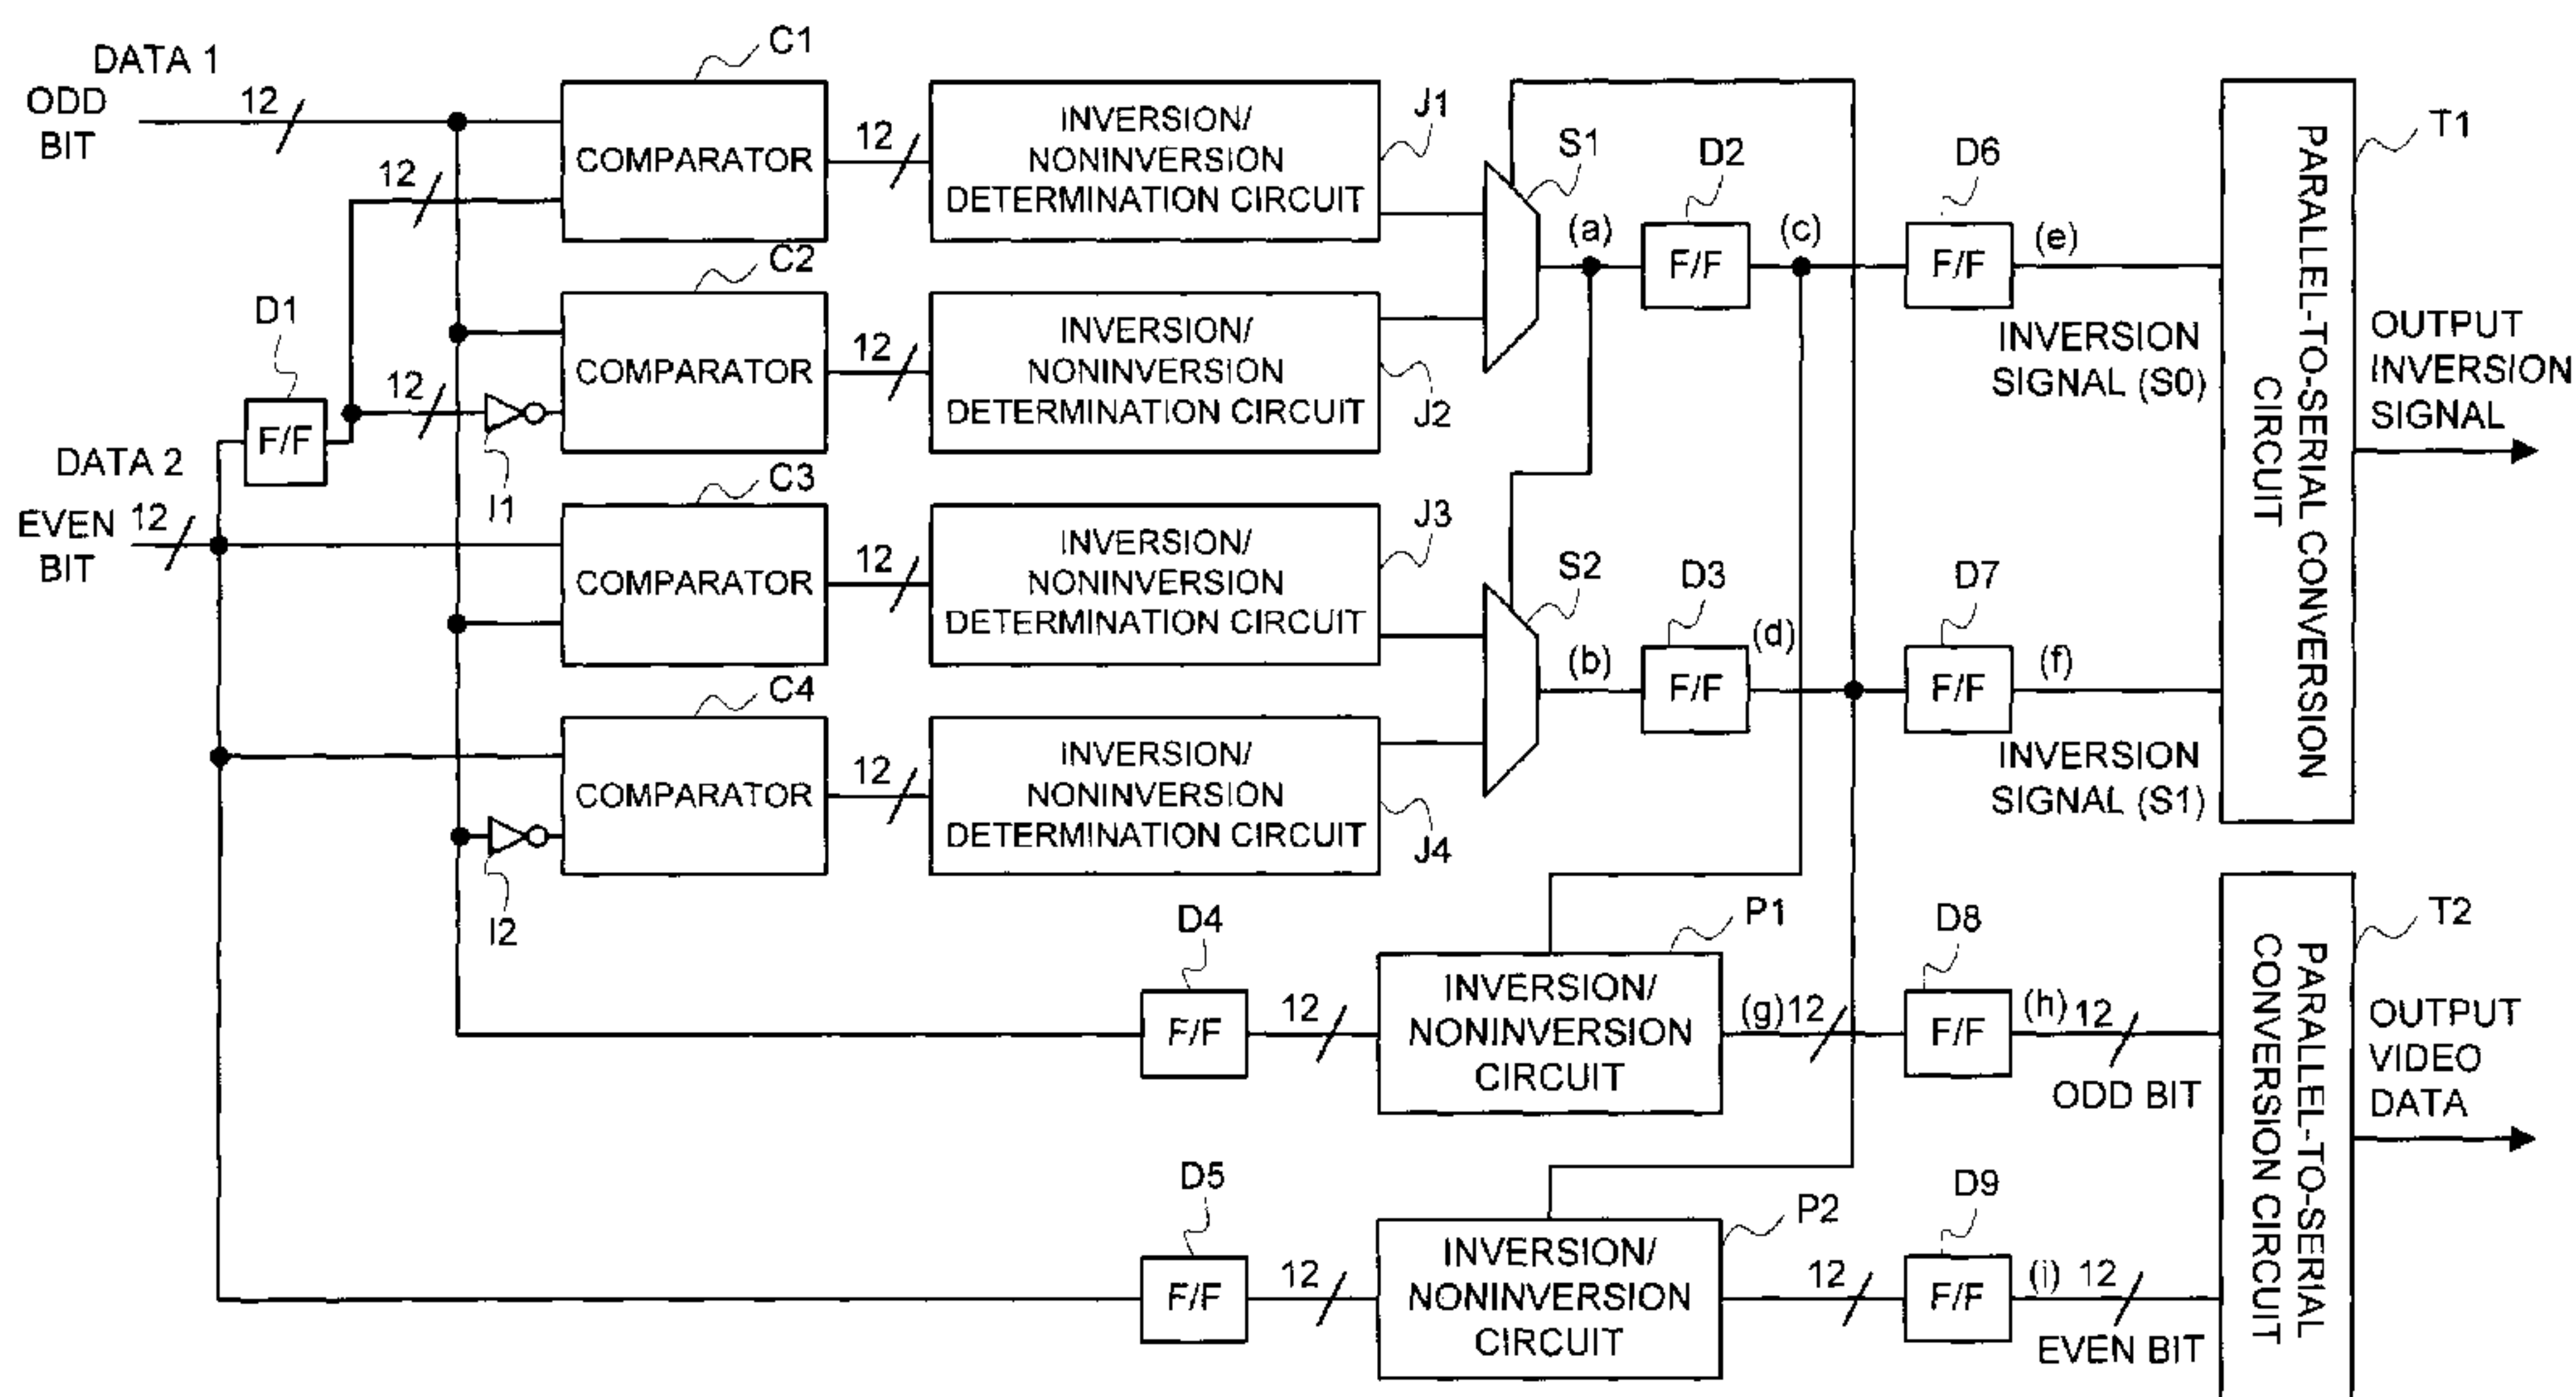 DATA 1
ODD
BIT
12
12
C1
COMPARATOR
12
INVERSION/
NONINVERSION
DETERMINATION CIRCUIT
J1
S1
(a)
D2
F/F
(c)
D6
F/F
(e)
INVERSION
SIGNAL (S0)
PARALLEL-TO-SERIAL CONVERSION
CIRCUIT
T1
OUTPUT
INVERSION
SIGNAL
D1
F/F
12
I1
C2
COMPARATOR
12
INVERSION/
NONINVERSION
DETERMINATION CIRCUIT
J2
DATA 2
EVEN
BIT
12
C3
COMPARATOR
12
INVERSION/
NONINVERSION
DETERMINATION CIRCUIT
J3
S2
(b)
D3
F/F
(d)
D7
F/F
(f)
INVERSION
SIGNAL (S1)
I2
C4
COMPARATOR
12
INVERSION/
NONINVERSION
DETERMINATION CIRCUIT
J4
D4
F/F
12
P1
INVERSION/
NONINVERSION
CIRCUIT
(g)
12
D8
F/F
(h)
12
ODD BIT
PARALLEL-TO-SERIAL
CONVERSION CIRCUIT
T2
OUTPUT
VIDEO
DATA
D5
F/F
12
P2
INVERSION/
NONINVERSION
CIRCUIT
12
D9
F/F
(i)
12
EVEN BIT